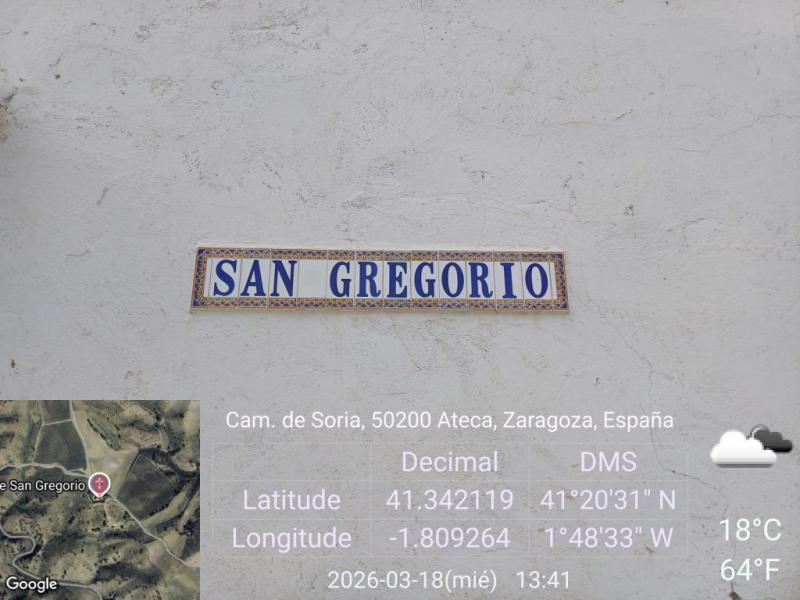 SAN GREGORIO
Cam. de Soria, 50200 Ateca, Zaragoza, España
Decimal DMS
Latitude 41.342119 41°20'31" N
Longitude -1.809264 1°48'33" W
2026-03-18(mié) 13:41
18°C
64°F
e San Gregorio
Google